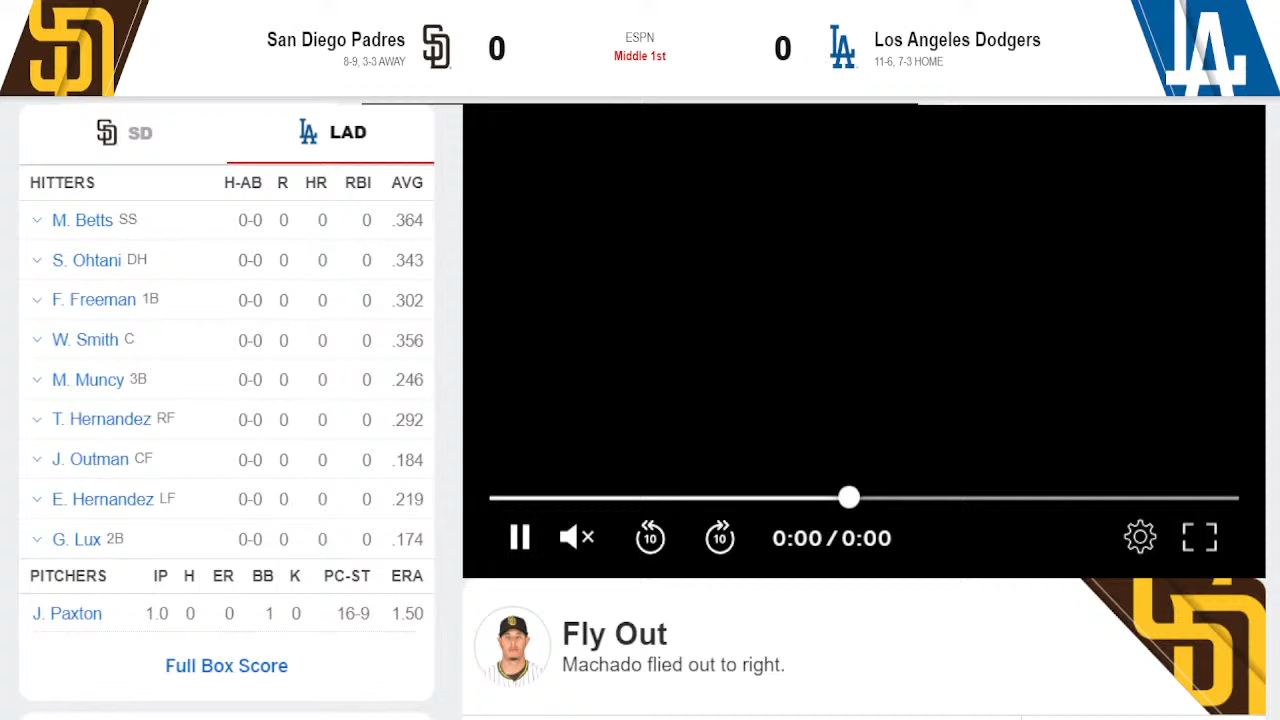 San Diego Padres
8-9, 3-3 AWAY
0
ESPN
Middle 1st
0
Los Angeles Dodgers
11-6, 7-3 HOME
SD
LAD
HITTERS H-AB R HR RBI AVG
M. Betts SS 0-0 0 0 0 .364
S. Ohtani DH 0-0 0 0 0 .343
F. Freeman 1B 0-0 0 0 0 .302
W. Smith C 0-0 0 0 0 .356
M. Muncy 3B 0-0 0 0 0 .246
T. Hernandez RF 0-0 0 0 0 .292
J. Outman CF 0-0 0 0 0 .184
E. Hernandez LF 0-0 0 0 0 .219
G. Lux 2B 0-0 0 0 0 .174
PITCHERS IP H ER BB K PC-ST ERA
J. Paxton 1.0 0 0 1 0 16-9 1.50
Full Box Score
10 10 0:00 / 0:00
Fly Out
Machado flied out to right.